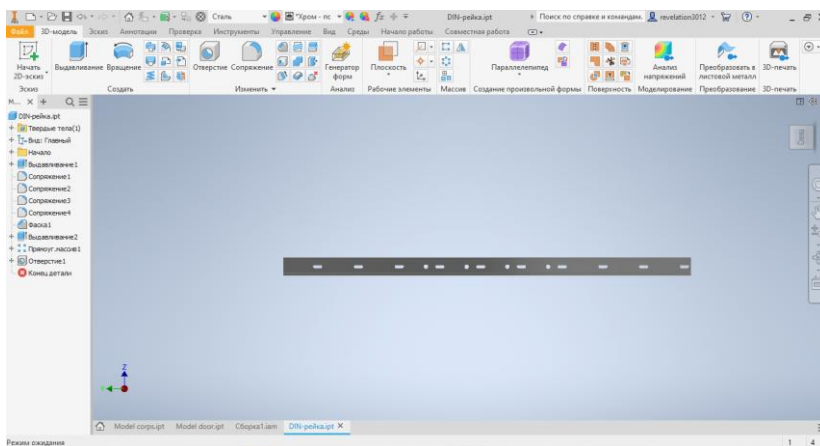 Сталь
"Хром - пс
fx
DIN-рейка.ipt
Поиск по справке и командам.
revelation3012
Файл 3D-модель Эскиз Аннотации Проверка Инструменты Управление Вид Среды Начало работы Совместная работа
Начать 2D-эскиз
Выдавливание Вращение
Отверстие Сопряжение
Генератор форм
Плоскость
Параллелепипед
Анализ напряжений
Преобразовать в листовой металл
3D-печать
Эскиз Создать Изменить Анализ Рабочие элементы Массив Создание произвольной формы Поверхность Моделирование Преобразование 3D-печать
М... × +
DIN-рейка.ipt
Твердые тела(1)
Вид: Главный
Начало
Выдавливание1
Сопряжение1
Сопряжение2
Сопряжение3
Сопряжение4
Фаска1
Выдавливание2
Прямоуг.массив1
Отверстие1
Конец детали
Z
Model corps.ipt Model door.ipt Сборка1.iam DIN-рейка.ipt ×
Режим ожидания 1 4